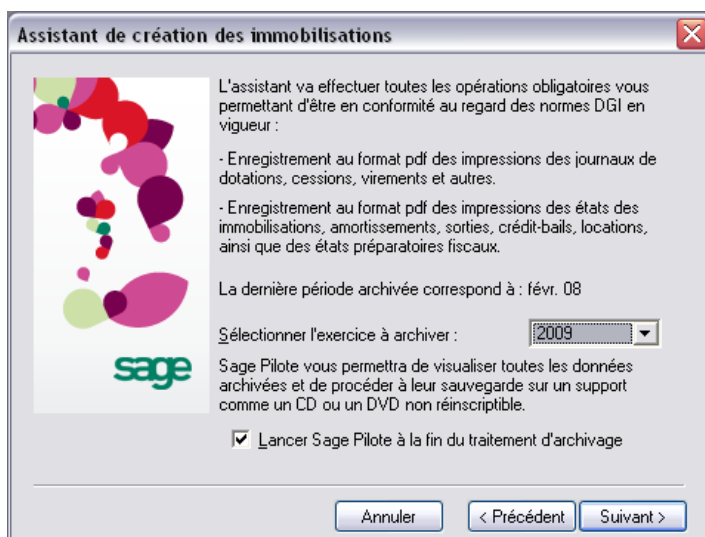 Assistant de création des immobilisations
L'assistant va effectuer toutes les opérations obligatoires vous
permettant d'être en conformité au regard des normes DGI en
vigueur :
- Enregistrement au format pdf des impressions des journaux de
dotations, cessions, virements et autres.
- Enregistrement au format pdf des impressions des états des
immobilisations, amortissements, sorties, crédit-bails, locations,
ainsi que des états préparatoires fiscaux.
La dernière période archivée correspond à : févr. 08
Sélectionner l'exercice à archiver : 2009
sage
Sage Pilote vous permettra de visualiser toutes les données
archivées et de procéder à leur sauvegarde sur un support
comme un CD ou un DVD non réinscriptible.
Lancer Sage Pilote à la fin du traitement d'archivage
Annuler < Précédent Suivant >